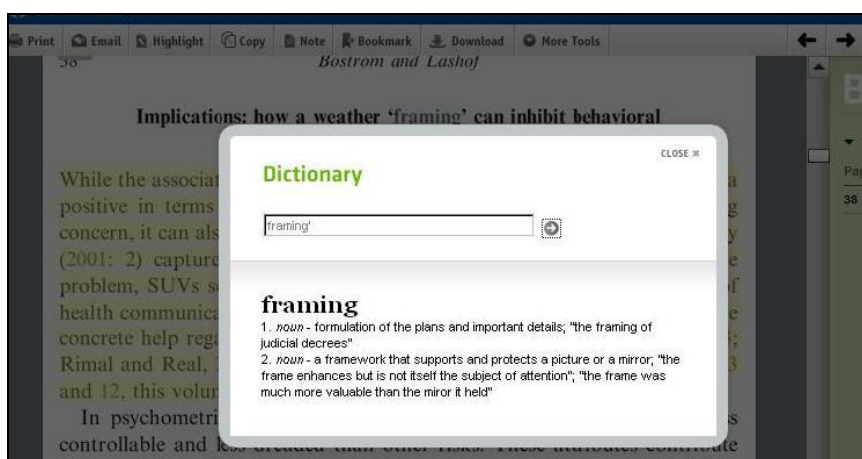 Print Email Highlight Copy Note Bookmark Download More Tools
38 Bostrom and Lashof
Implications: how a weather 'framing' can inhibit behavioral
CLOSE
Dictionary
framing'
framing
1. noun - formulation of the plans and important details; "the framing of
judicial decrees"
2. noun - a framework that supports and protects a picture or a mirror; "the
frame enhances but is not itself the subject of attention"; "the frame was
much more valuable than the miror it held"
While the associat a
positive in terms g
concern, it can als y
(2001: 2) capture e
problem, SUVs s of
health communica e
concrete help rega ;
Rimal and Real, 3
and 12, this volu
In psychometri ss
controllable and less dreaded than other risks. These attributes contribute
Pa
38